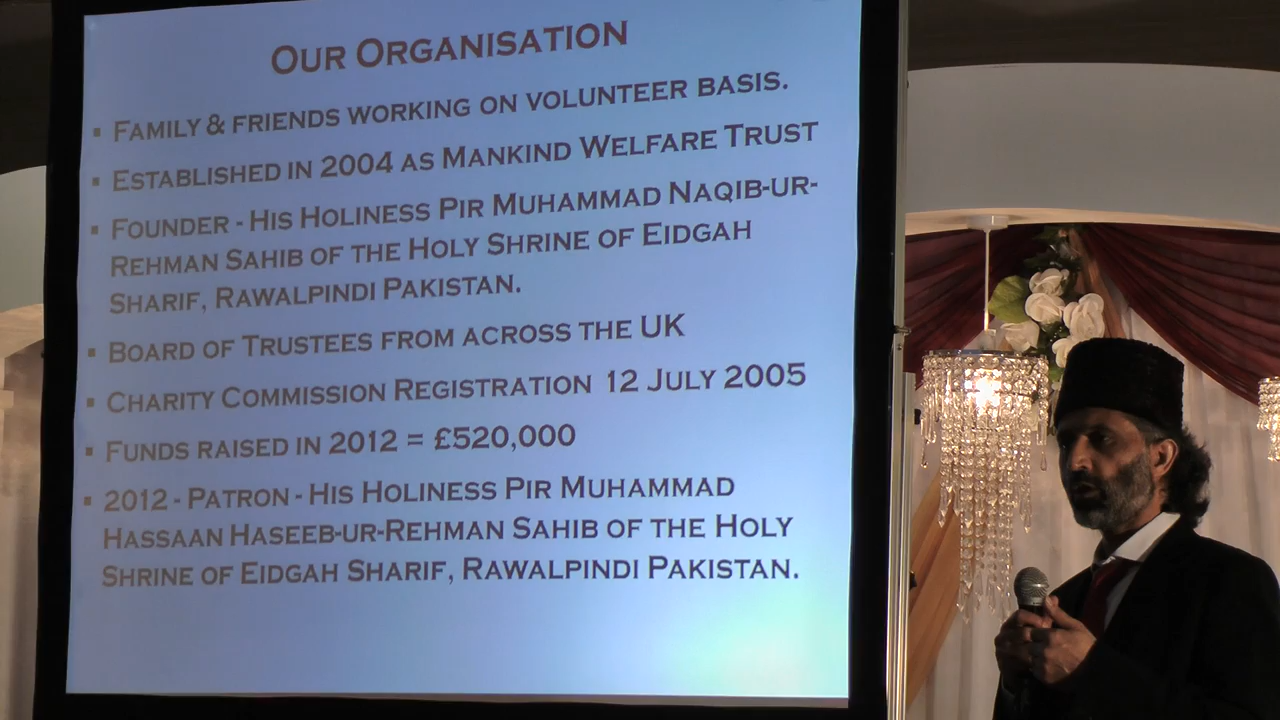 OUR ORGANISATION
▪ FAMILY & FRIENDS WORKING ON VOLUNTEER BASIS.
▪ ESTABLISHED IN 2004 AS MANKIND WELFARE TRUST
▪ FOUNDER - HIS HOLINESS PIR MUHAMMAD NAQIB-UR-
REHMAN SAHIB OF THE HOLY SHRINE OF EIDGAH
SHARIF, RAWALPINDI PAKISTAN.
▪ BOARD OF TRUSTEES FROM ACROSS THE UK
▪ CHARITY COMMISSION REGISTRATION 12 JULY 2005
▪ FUNDS RAISED IN 2012 = £520,000
▪ 2012 - PATRON - HIS HOLINESS PIR MUHAMMAD
HASSAAN HASEEB-UR-REHMAN SAHIB OF THE HOLY
SHRINE OF EIDGAH SHARIF, RAWALPINDI PAKISTAN.